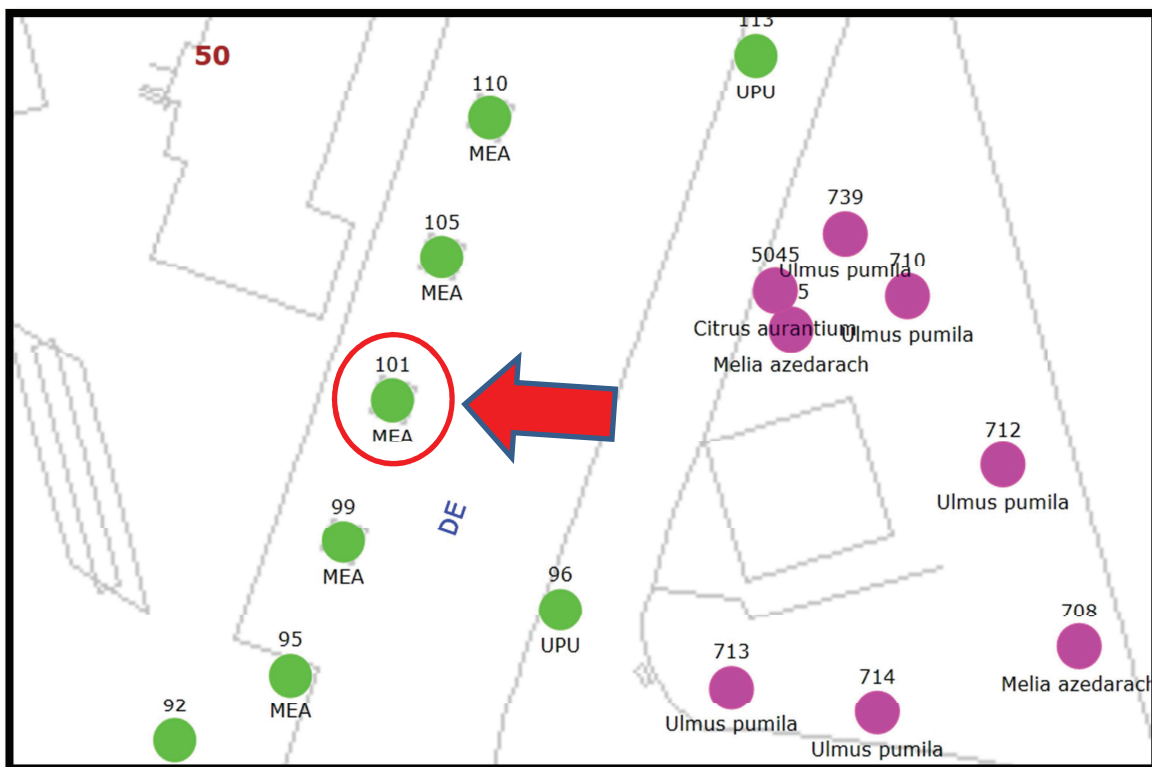 113
50
UPU
110
MEA
739
105
Ulmus pumila
5045
710
MEA
5
Citrus aurantium
Ulmus pumila
Melia azedarach
101
MEA
712
Ulmus pumila
99
DE
MEA
96
UPU
708
95
713
714
Melia azedarach
MEA
92
Ulmus pumila
Ulmus pumila